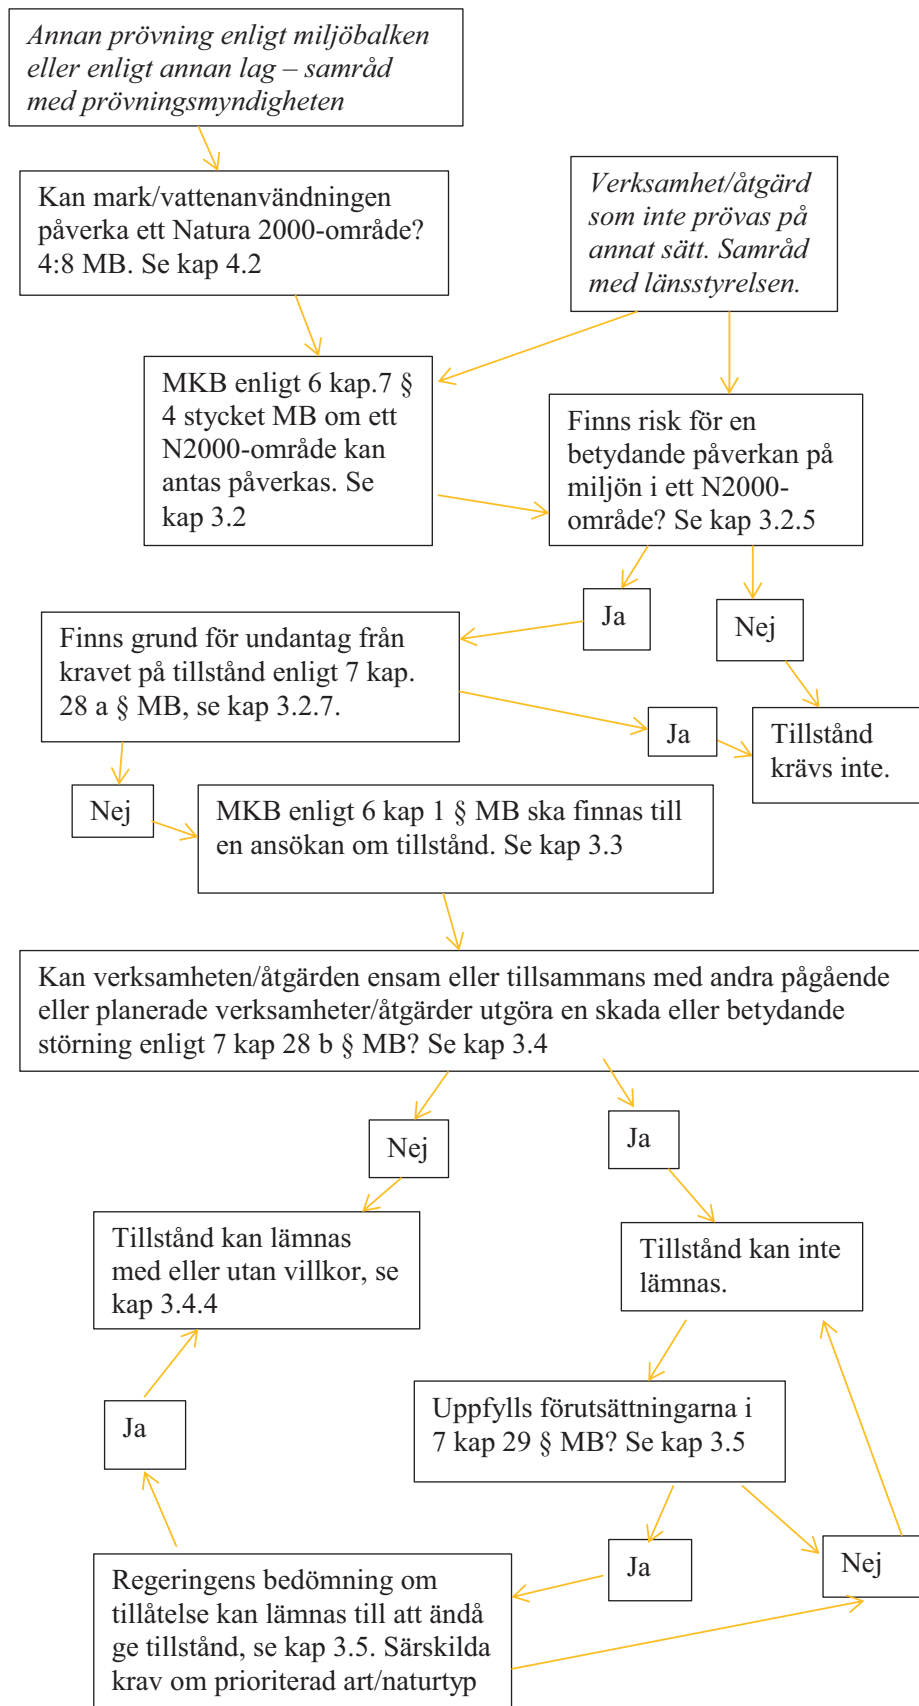 Annan prövning enligt miljöbalken
eller enligt annan lag – samråd
med prövningsmyndigheten
Kan mark/vattenanvändningen
påverka ett Natura 2000-område?
4:8 MB. Se kap 4.2
Verksamhet/åtgärd
som inte prövas på
annat sätt. Samråd
med länsstyrelsen.
MKB enligt 6 kap.7 §
4 stycket MB om ett
N2000-område kan
antas påverkas. Se
kap 3.2
Finns risk för en
betydande påverkan på
miljön i ett N2000-
område? Se kap 3.2.5
Ja
Nej
Finns grund för undantag från
kravet på tillstånd enligt 7 kap.
28 a § MB, se kap 3.2.7.
Ja
Tillstånd
krävs inte.
Nej
MKB enligt 6 kap 1 § MB ska finnas till
en ansökan om tillstånd. Se kap 3.3
Kan verksamheten/åtgärden ensam eller tillsammans med andra pågående
eller planerade verksamheter/åtgärder utgöra en skada eller betydande
störning enligt 7 kap 28 b § MB? Se kap 3.4
Nej
Ja
Tillstånd kan lämnas
med eller utan villkor, se
kap 3.4.4
Tillstånd kan inte
lämnas.
Ja
Uppfylls förutsättningarna i
7 kap 29 § MB? Se kap 3.5
Ja
Nej
Regeringens bedömning om
tillåtelse kan lämnas till att ändå
ge tillstånd, se kap 3.5. Särskilda
krav om prioriterad art/naturtyp